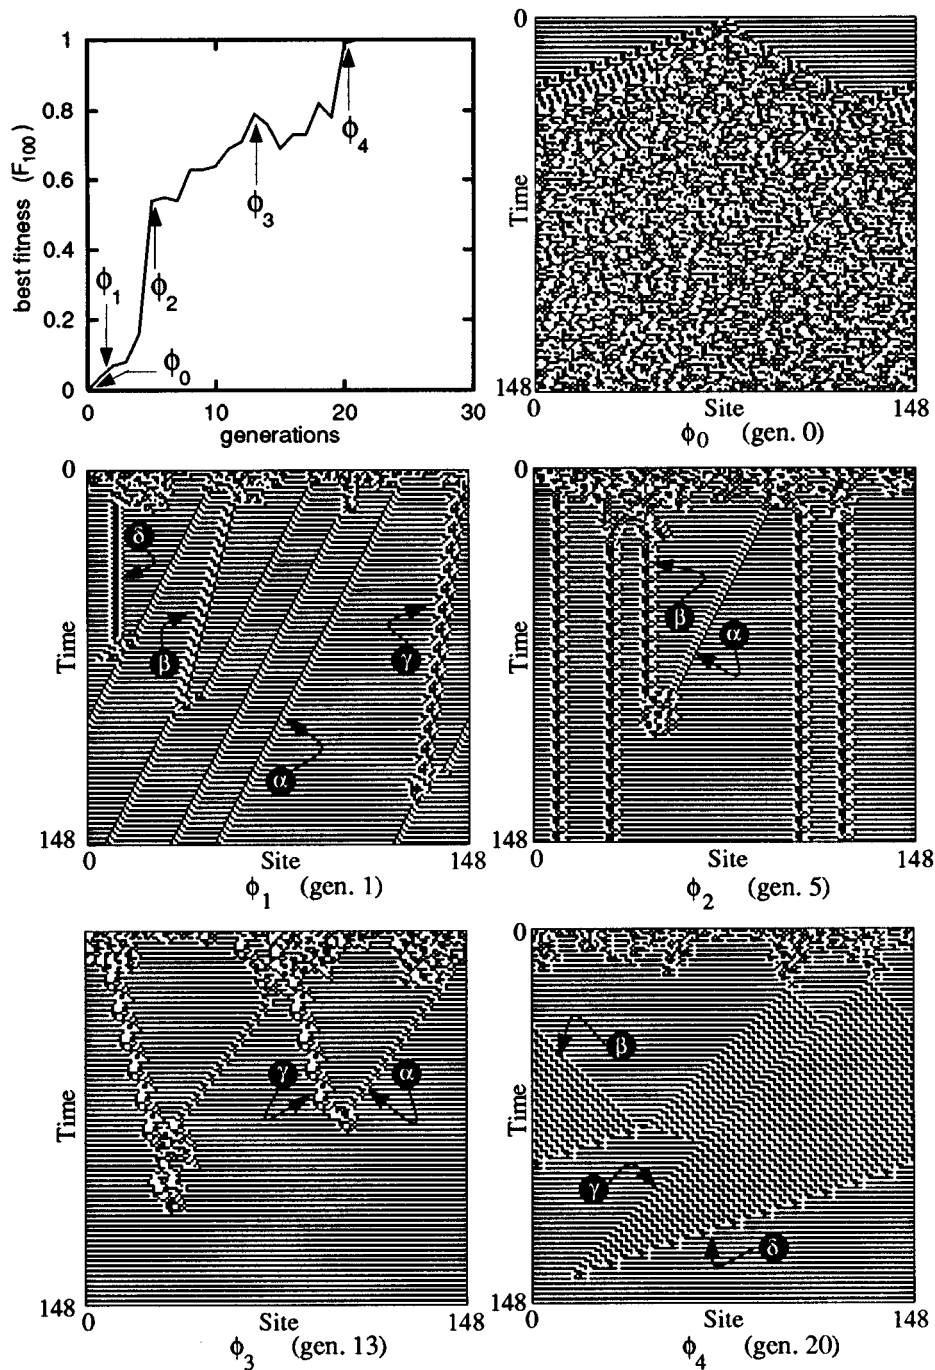 1
0.8
0.6
0.4
0.2
0
best fitness (F100)
0 10 20 30
generations
ϕ1
ϕ2
ϕ0
ϕ3
ϕ4
0
Time
148
0 Site 148
ϕ0 (gen. 0)
0
Time
148
δ
β
γ
α
0 Site 148
ϕ1 (gen. 1)
0
Time
148
β
α
0 Site 148
ϕ2 (gen. 5)
0
Time
148
γ
α
0 Site 148
ϕ3 (gen. 13)
0
Time
148
β
γ
δ
0 Site 148
ϕ4 (gen. 20)